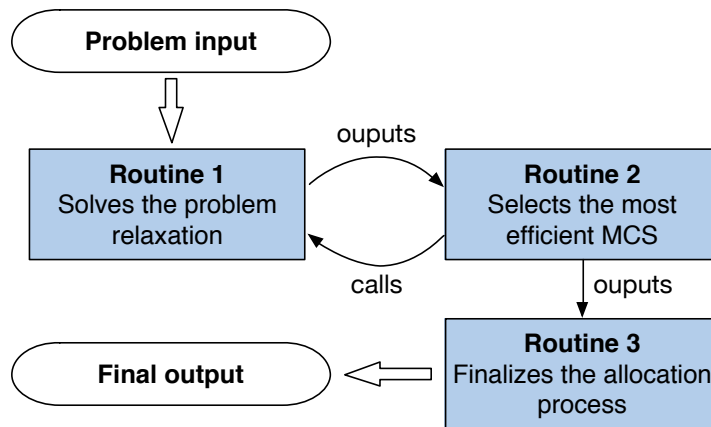 Problem input
ouputs
Routine 1
Solves the problem
relaxation
Routine 2
Selects the most
efficient MCS
calls
ouputs
Routine 3
Finalizes the allocation
process
Final output